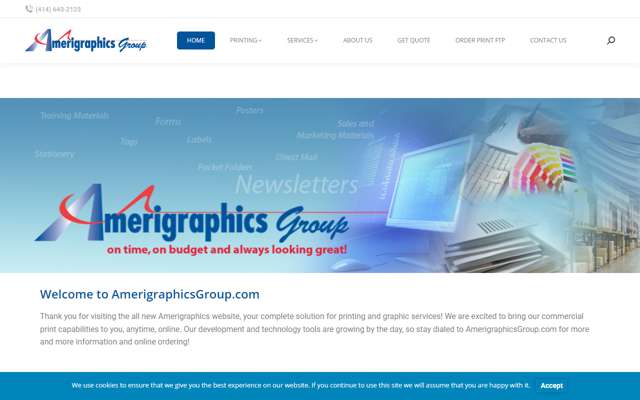 (414) 643-2123
Amerigraphics Group
HOME
PRINTING
SERVICES
ABOUT US
GET QUOTE
ORDER PRINT FTP
CONTACT US
Training Materials
Forms
Posters
Sales and
Marketing Materials
Tags
Labels
Stationery
Direct Mail
Pocket Folders
Newsletters
Amerigraphics Group
on time, on budget and always looking great!
Welcome to AmerigraphicsGroup.com
Thank you for visiting the all new Amerigraphics website, your complete solution for printing and graphic services! We are excited to bring our commercial
print capabilities to you, anytime, online. Our development and technology tools are growing by the day, so stay dialed to AmerigraphicsGroup.com for more
and more information and online ordering!
We use cookies to ensure that we give you the best experience on our website. If you continue to use this site we will assume that you are happy with it.
Accept